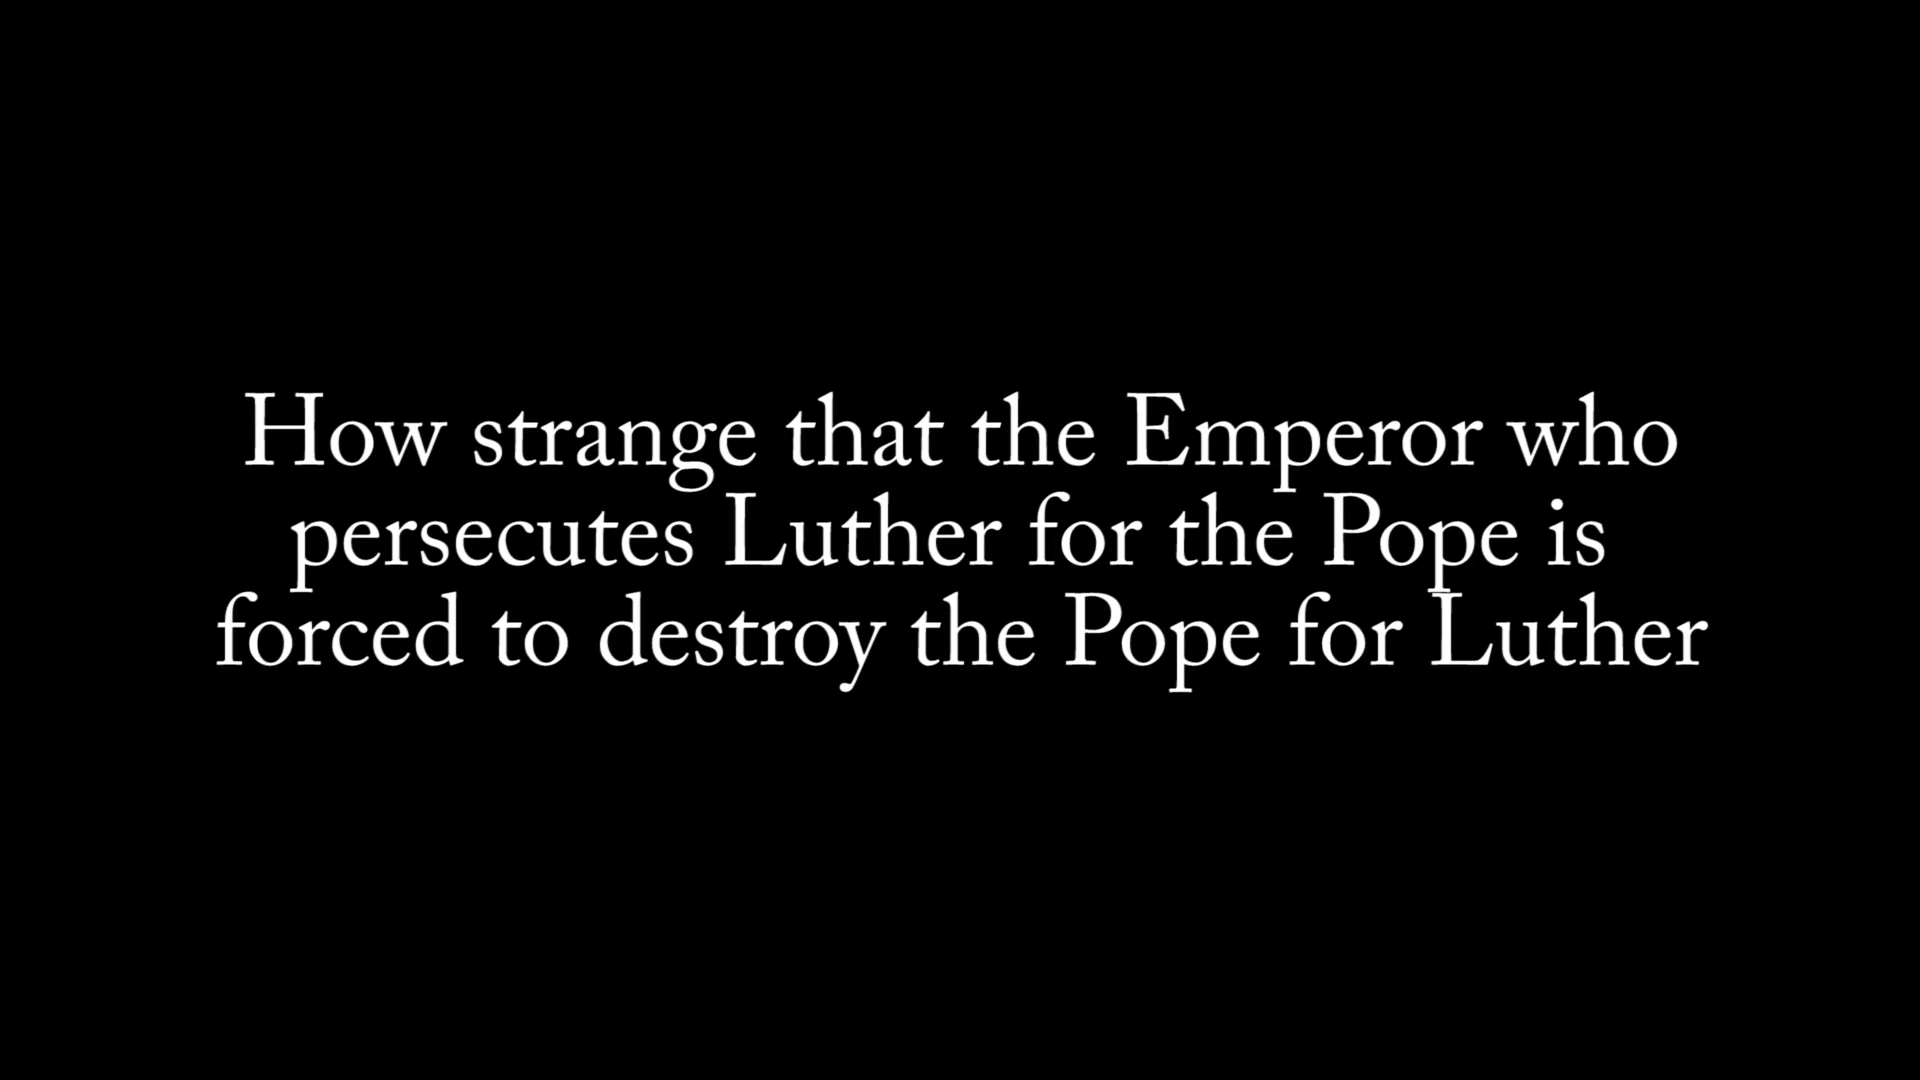 How strange that the Emperor who
persecutes Luther for the Pope is
forced to destroy the Pope for Luther